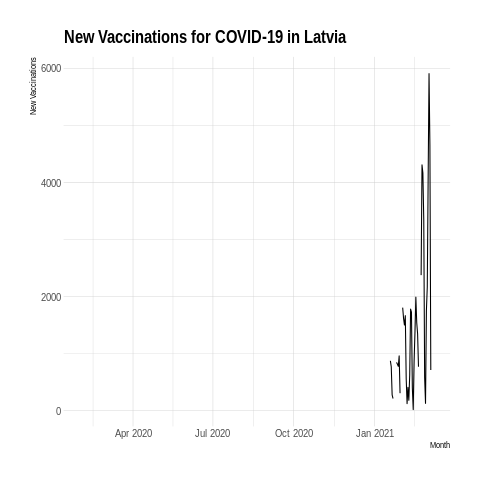 New Vaccinations for COVID-19 in Latvia
New Vaccinations
6000
4000
2000
0
Apr 2020
Jul 2020
Oct 2020
Jan 2021
Month